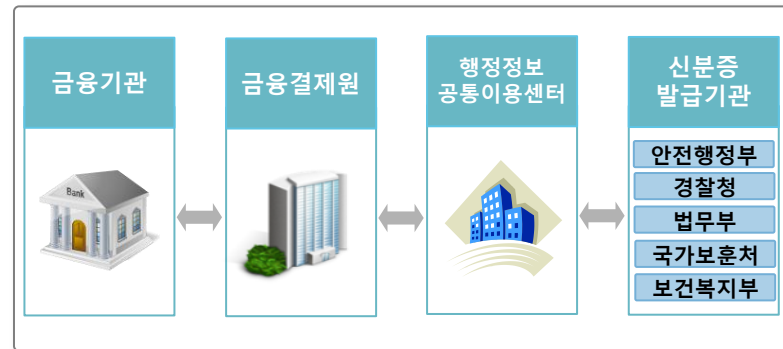 금융기관
금융결제원
행정정보
공통이용센터
신분증
발급기관
Bank
안전행정부
경찰청
법무부
국가보훈처
보건복지부